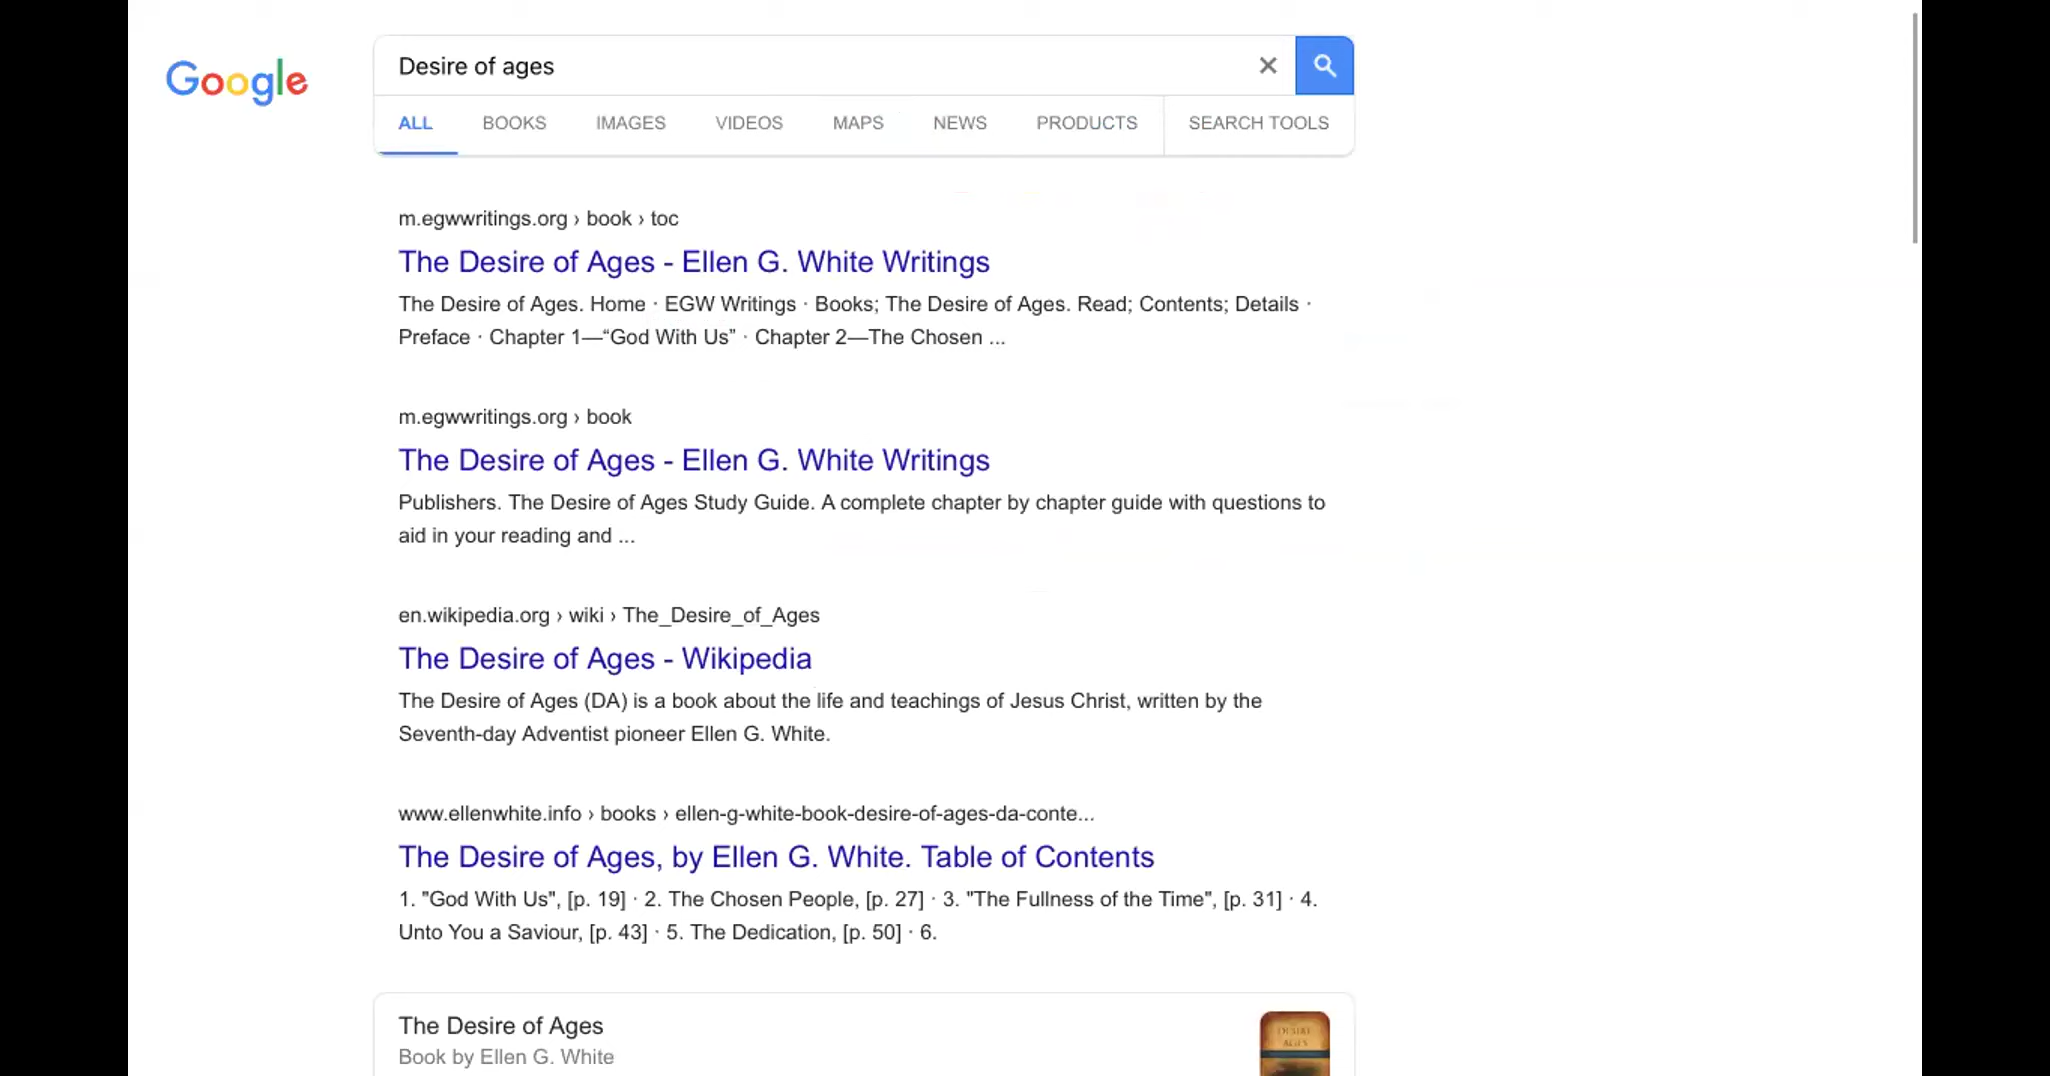 Google
Desire of ages
ALL BOOKS IMAGES VIDEOS MAPS NEWS PRODUCTS SEARCH TOOLS
m.egwwritings.org › book › toc
The Desire of Ages - Ellen G. White Writings
The Desire of Ages. Home · EGW Writings · Books; The Desire of Ages. Read; Contents; Details ·
Preface · Chapter 1—“God With Us” · Chapter 2—The Chosen ...
m.egwwritings.org › book
The Desire of Ages - Ellen G. White Writings
Publishers. The Desire of Ages Study Guide. A complete chapter by chapter guide with questions to
aid in your reading and ...
en.wikipedia.org › wiki › The_Desire_of_Ages
The Desire of Ages - Wikipedia
The Desire of Ages (DA) is a book about the life and teachings of Jesus Christ, written by the
Seventh-day Adventist pioneer Ellen G. White.
www.ellenwhite.info › books › ellen-g-white-book-desire-of-ages-da-conte...
The Desire of Ages, by Ellen G. White. Table of Contents
1. "God With Us", [p. 19] · 2. The Chosen People, [p. 27] · 3. "The Fullness of the Time", [p. 31] · 4.
Unto You a Saviour, [p. 43] · 5. The Dedication, [p. 50] · 6.
The Desire of Ages
Book by Ellen G. White
DESIRE
AGES